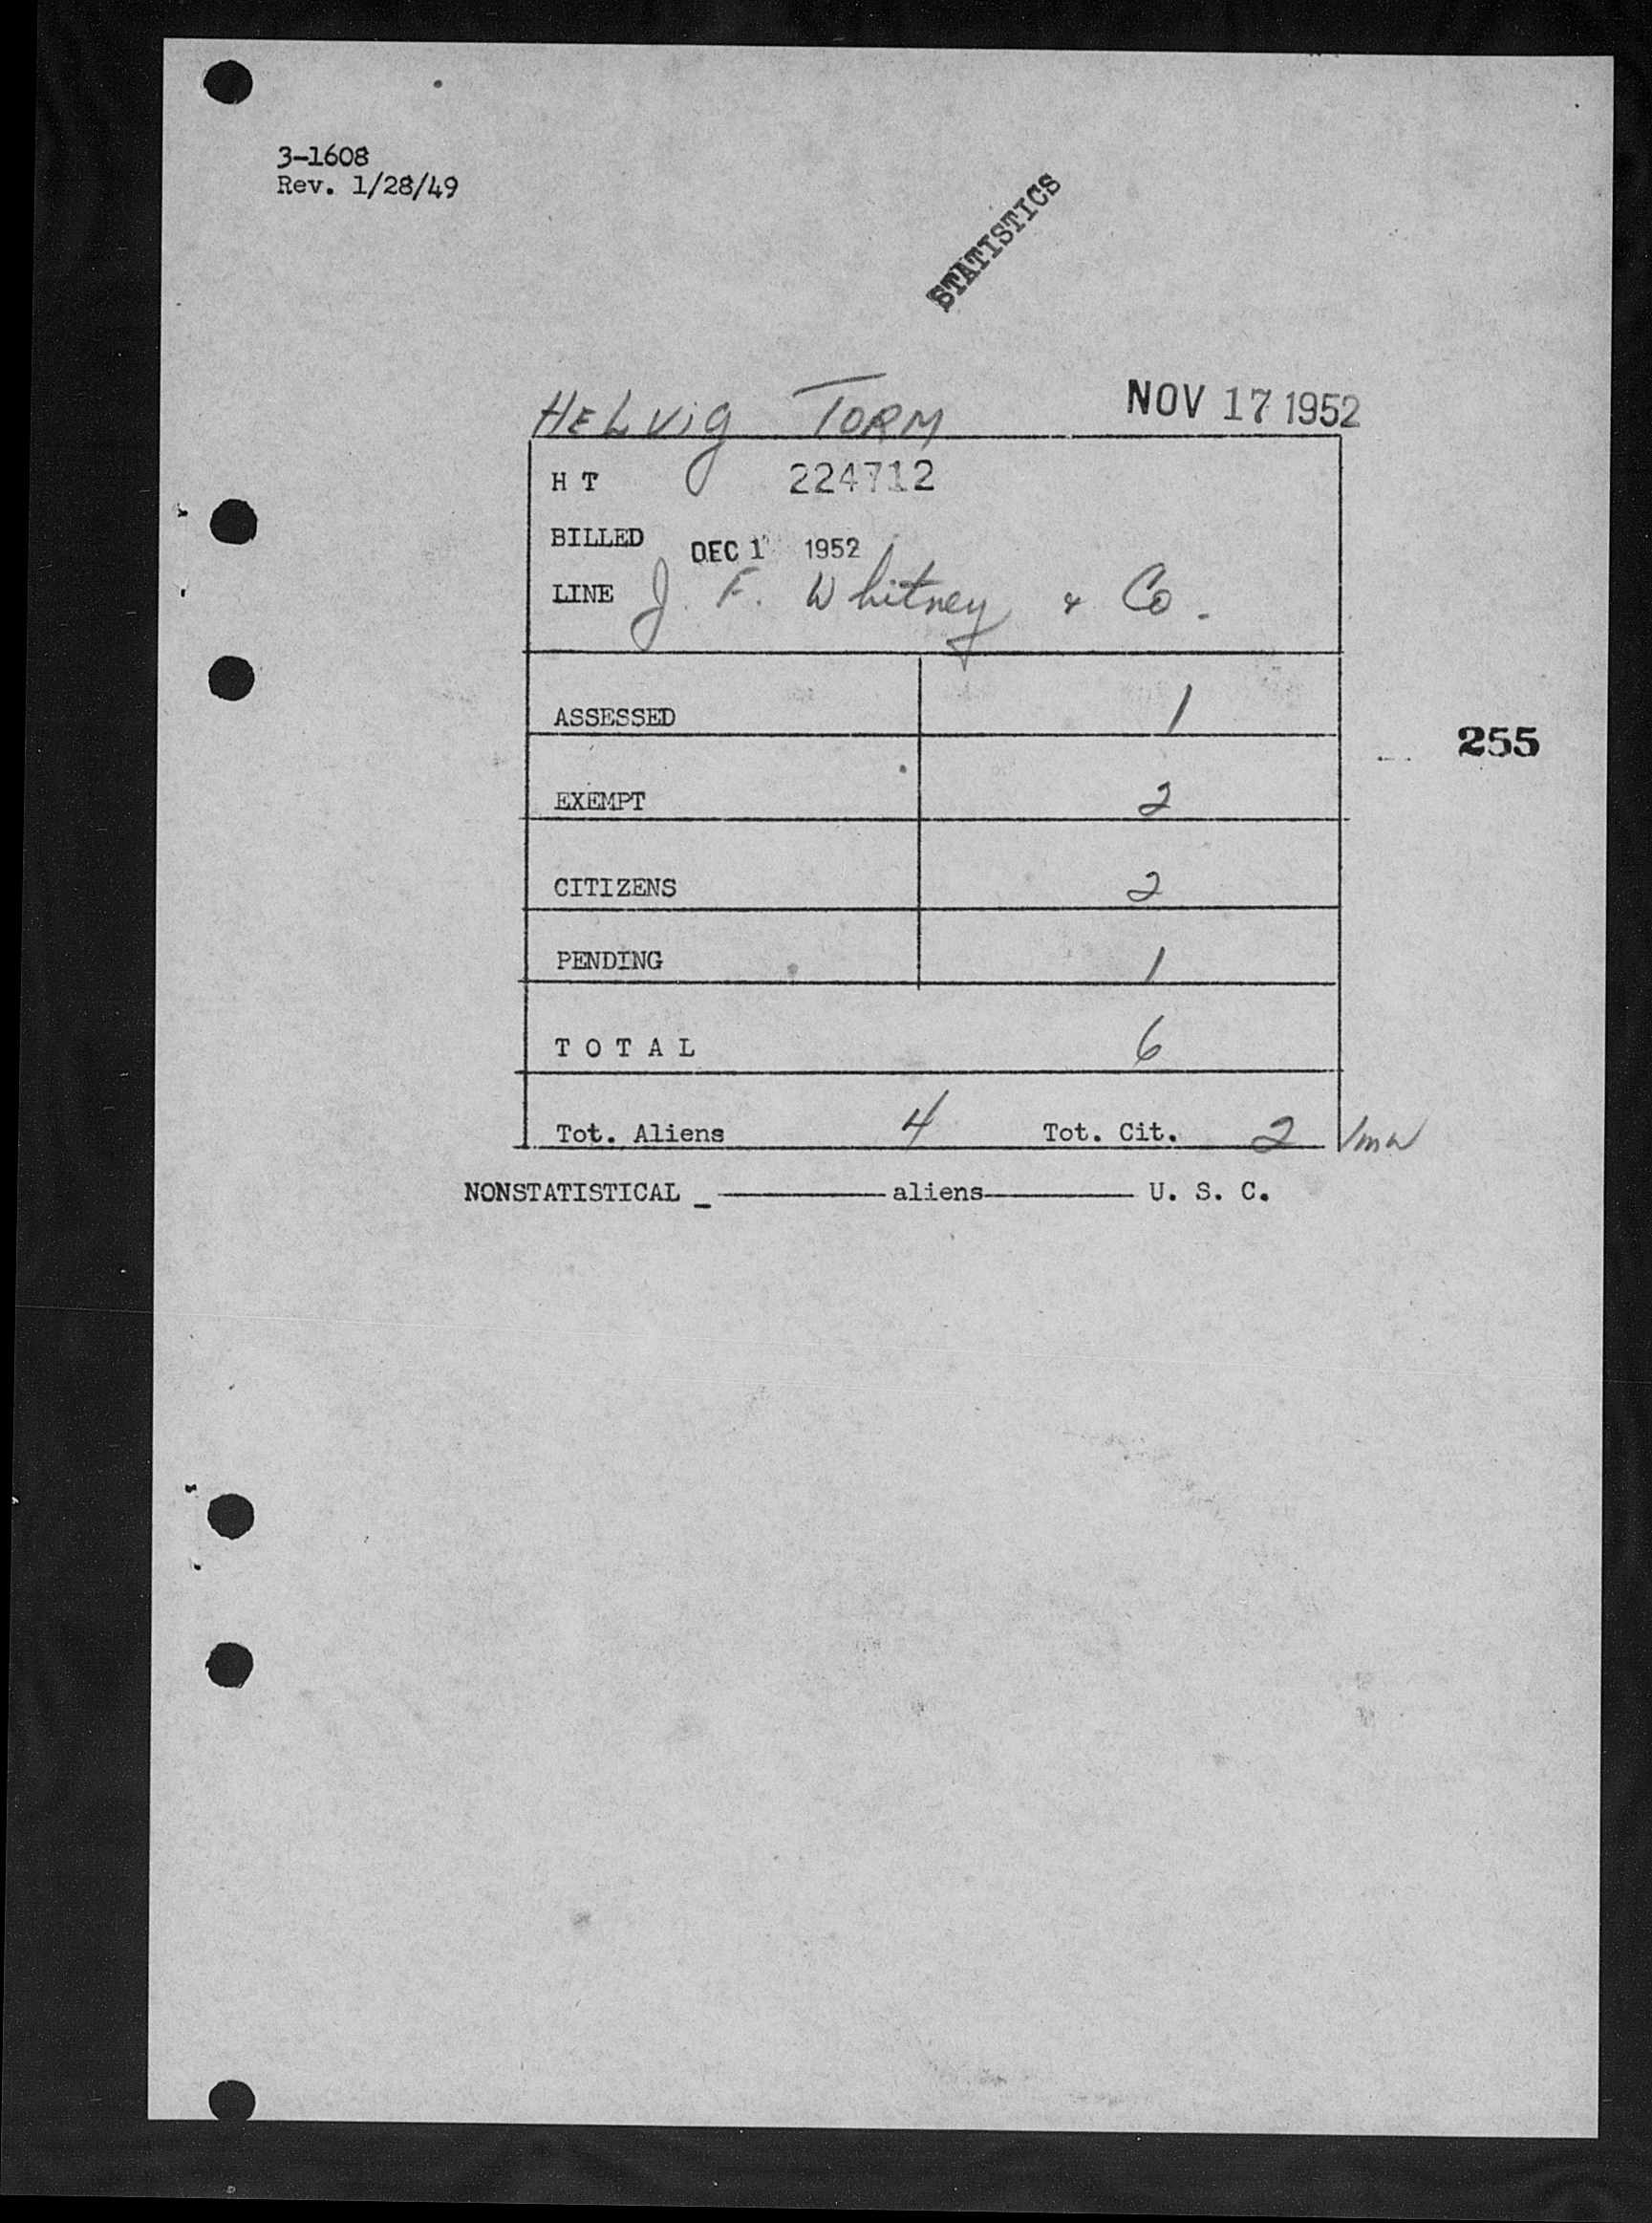 3-1608
Rev. 1/28/49
STATISTICS
HELVIG TORM NOV 17 1952
H T 224712
BILLED DEC 1 1952
LINE J. F. Whitney & Co.
ASSESSED 1
255
EXEMPT 2
CITIZENS 2
PENDING 1
T O T A L 6
Tot. Aliens 4 Tot. Cit. 2
NONSTATISTICAL _ aliens U. S. C.